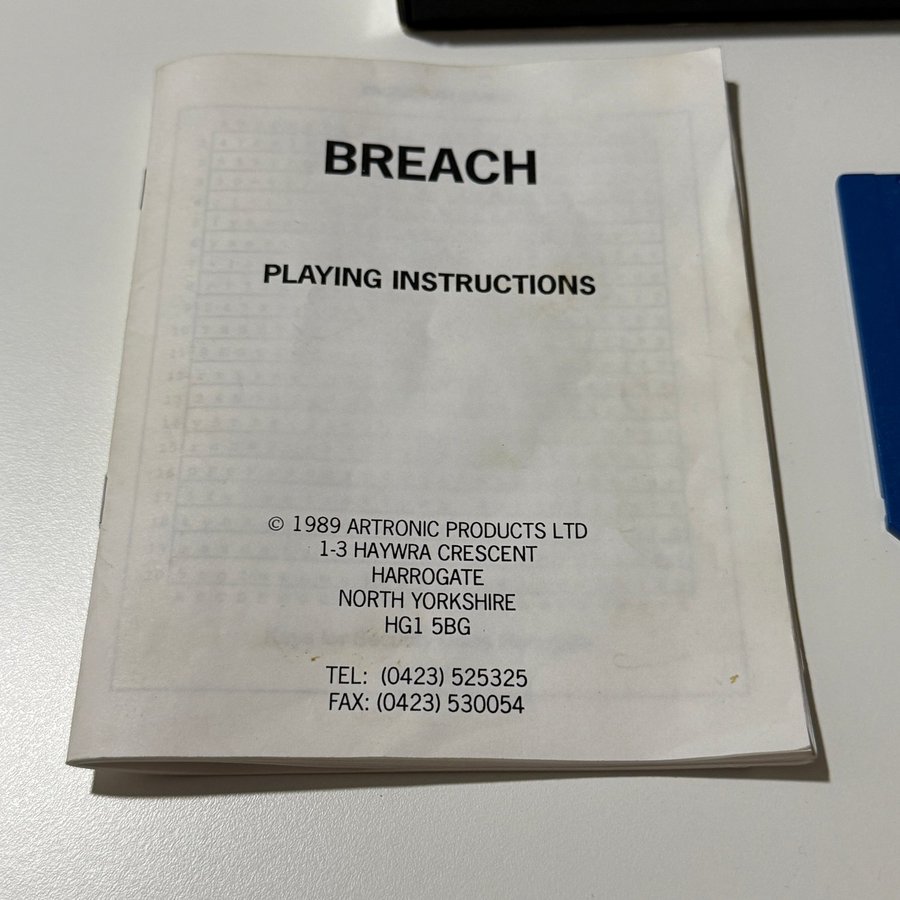 BREACH
PLAYING INSTRUCTIONS
© 1989 ARTRONIC PRODUCTS LTD
1-3 HAYWRA CRESCENT
HARROGATE
NORTH YORKSHIRE
HG1 5BG
TEL: (0423) 525325
FAX: (0423) 530054